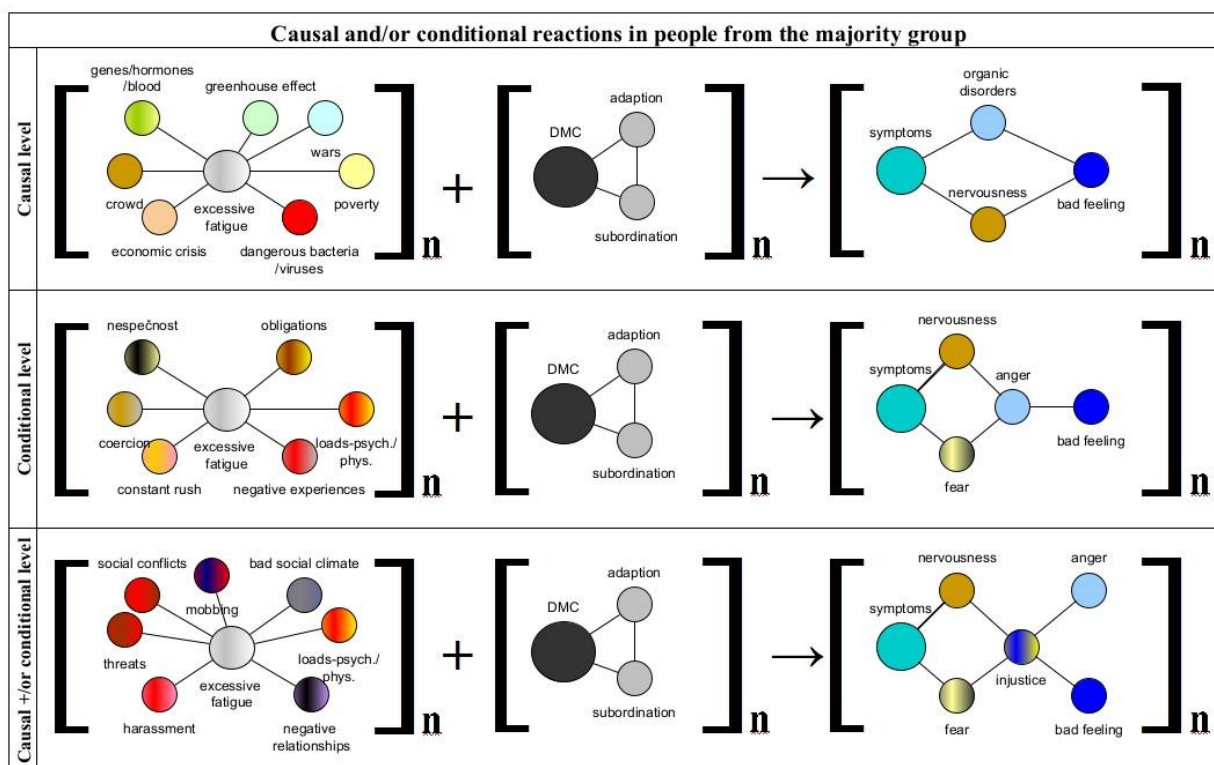 Causal and/or conditional reactions in people from the majority group
Causal level
genes/hormones
/blood
greenhouse effect
wars
crowd
excessive
fatigue
poverty
economic crisis
dangerous bacteria
/viruses
n
+
DMC
adaption
subordination
n
→
organic
disorders
symptoms
nervousness
bad feeling
n
Conditional level
nespečnost
obligations
coercion
excessive
fatigue
loads-psych./
phys.
constant rush
negative experiences
n
+
DMC
adaption
subordination
n
→
nervousness
symptoms
anger
bad feeling
fear
n
Causal +/or conditional level
social conflicts
bad social climate
mobbing
threats
excessive
fatigue
loads-psych./
phys.
harassment
negative
relationships
n
+
DMC
adaption
subordination
n
→
nervousness
anger
symptoms
injustice
fear
bad feeling
n